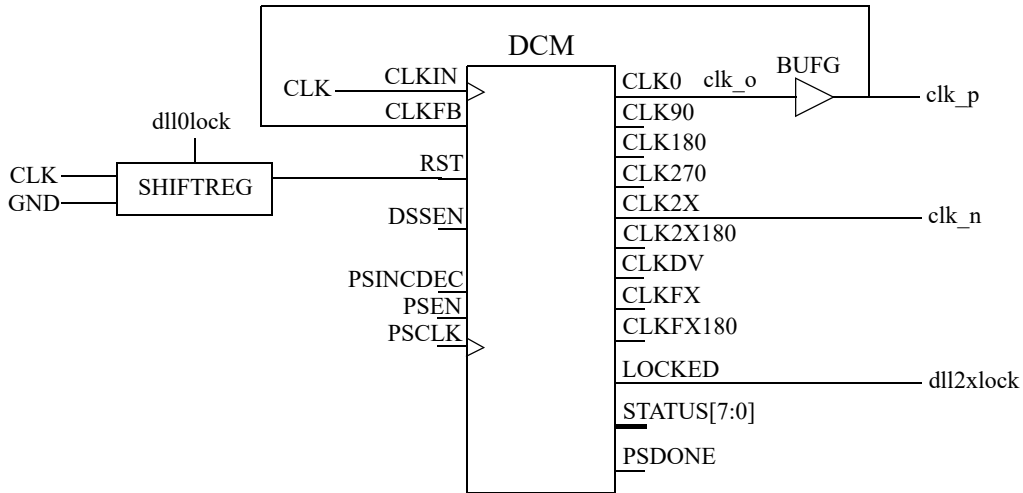 DCM
BUFG
CLKIN
CLK0
clk_o
CLK
clk_p
CLKFB
CLK90
dll0lock
CLK180
RST
CLK270
CLK
SHIFTREG
GND
CLK2X
DSSEN
clk_n
CLK2X180
CLKDV
PSINCDEC
CLKFX
PSEN
CLKFX180
PSCLK
LOCKED
dll2xlock
STATUS[7:0]
PSDONE